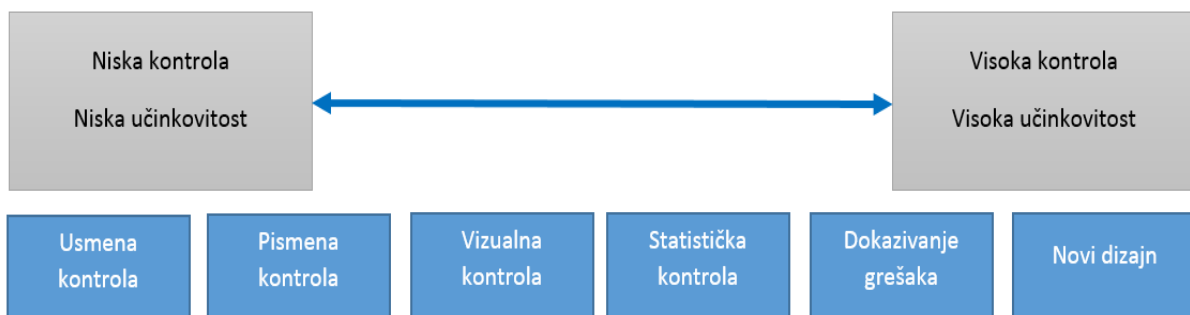 Niska kontrola
Niska učinkovitost
Visoka kontrola
Visoka učinkovitost
Usmena
kontrola
Pismena
kontrola
Vizualna
kontrola
Statistička
kontrola
Dokazivanje
grešaka
Novi dizajn